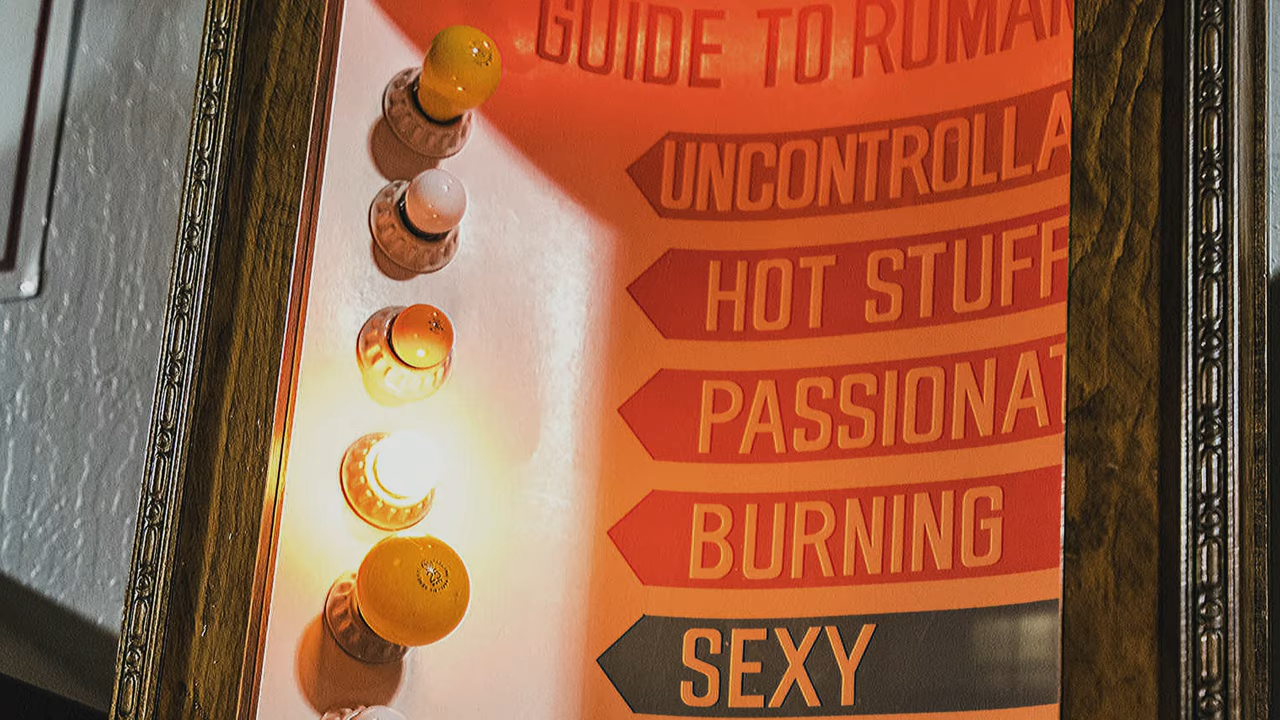 GUIDE TO ROMAN
UNCONTROLLA
HOT STUFF
PASSIONAT
BURNING
SEXY